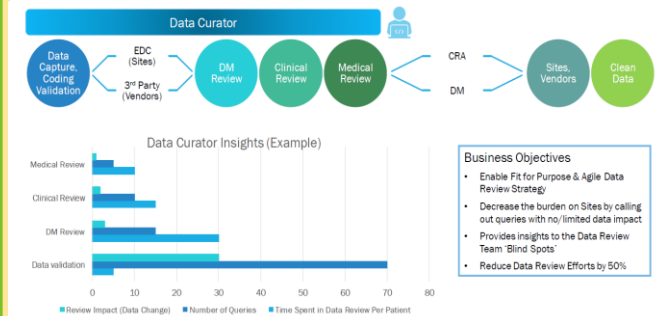 Data Curator
Data
Capture,
Coding
Validation
EDC
(Sites)
3rd Party
(Vendors)
DM
Review
Clinical
Review
Medical
Review
CRA
DM
Sites,
Vendors
Clean
Data
Data Curator Insights (Example)
Medical Review
Clinical Review
DM Review
Data validation
0 10 20 30 40 50 60 70 80
Review Impact (Data Change) Number of Queries Time Spent in Data Review Per Patient
Business Objectives
• Enable Fit for Purpose & Agile Data
Review Strategy
• Decrease the burden on Sites by calling
out queries with no/limited data impact
• Provides insights to the Data Review
Team 'Blind Spots'
• Reduce Data Review Efforts by 50%